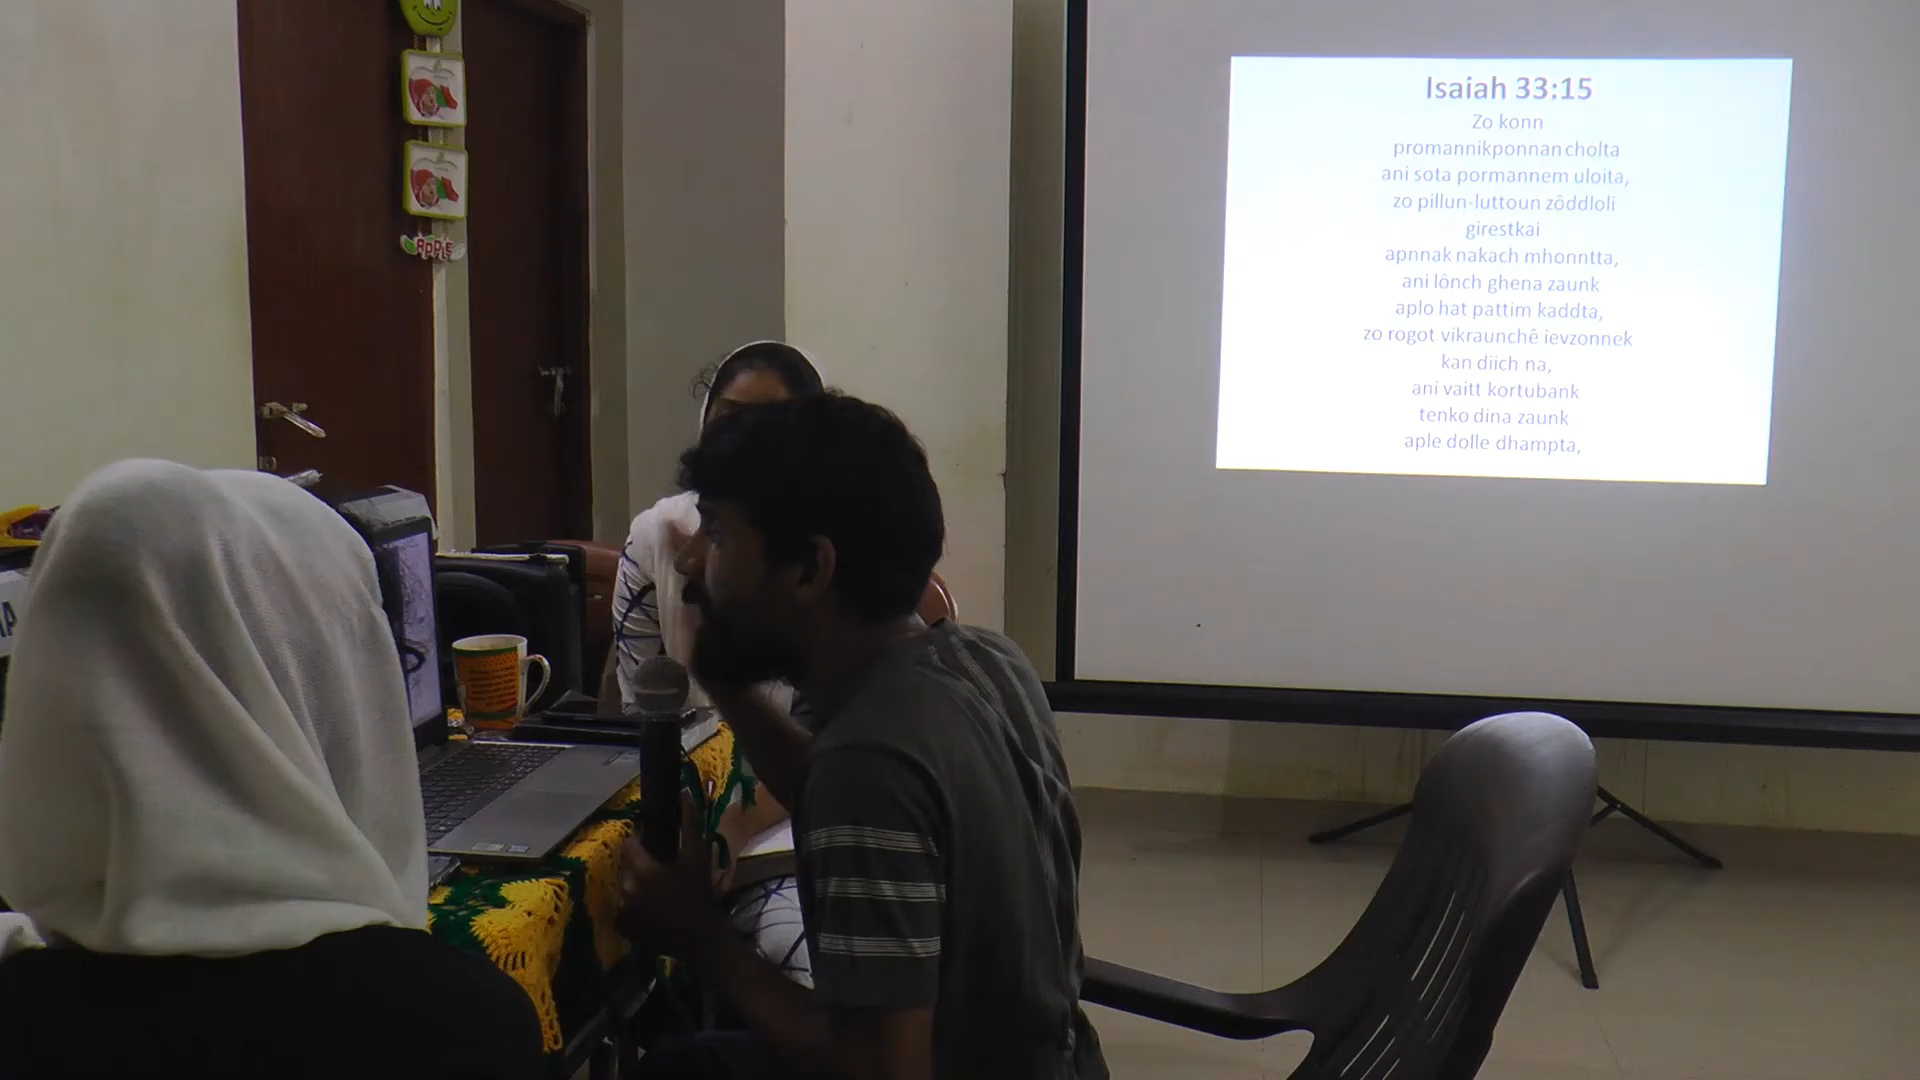 Isaiah 33:15
Zo konn
promannikponnan cholta
ani sota pormannem uloita,
zo pillun-luttoun zôddloli
girestkai
apnnak nakach mhonntta,
ani lônch ghena zaunk
aplo hat pattim kaddta,
zo rogot vikraunchê ievzonnek
kan diich na,
ani vaitt kortubank
tenko dina zaunk
aple dolle dhampta,
APPLE